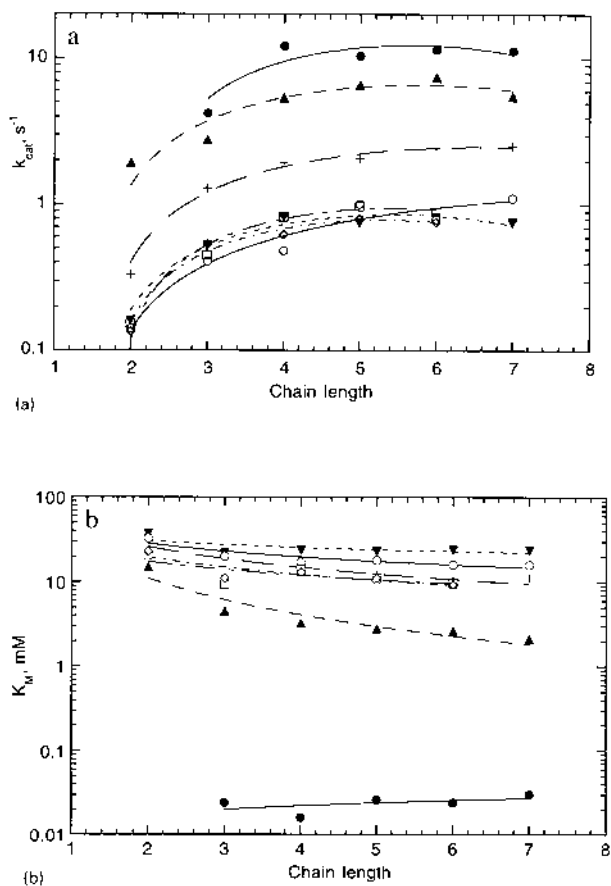 a
10
1
0.1
k_cat, s⁻¹
1 2 3 4 5 6 7 8
Chain length
(a)
b
100
10
1
0.1
0.01
K_M, mM
1 2 3 4 5 6 7 8
Chain length
(b)